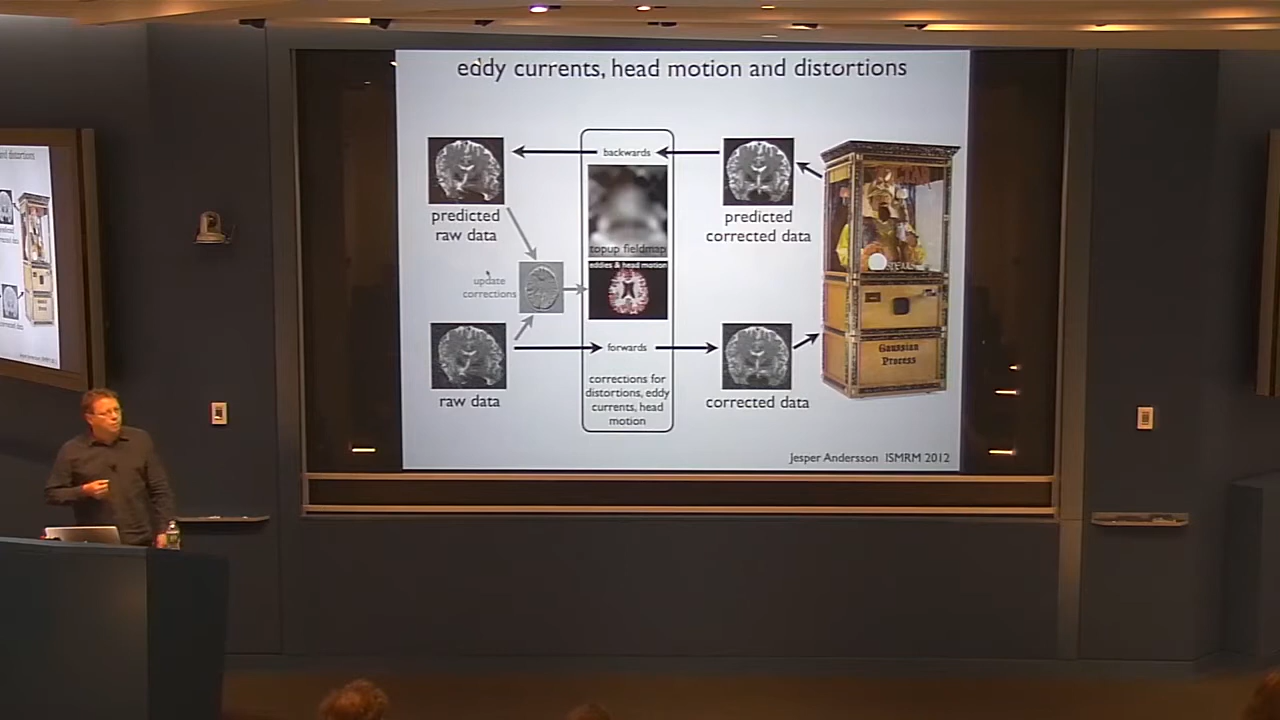 eddy currents, head motion and distortions
backwards
predicted
raw data
topup fieldmap
predicted
corrected data
eddies & head motion
update
corrections
forwards
raw data
corrections for
distortions, eddy
currents, head
motion
corrected data
Gaussian
Process
Jesper Andersson ISMRM 2012